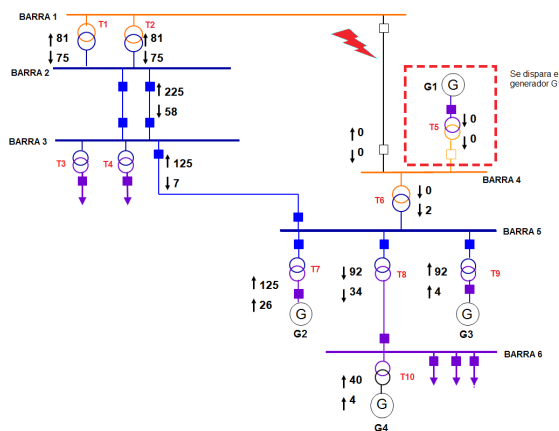 BARRA 1
T1
T2
81
75
81
75
BARRA 2
225
58
BARRA 3
T3
T4
125
7
0
0
G1
G
T5
0
0
Se dispara e
generador G
BARRA 4
T6
0
2
BARRA 5
T7
125
26
G
G2
92
34
T8
92
4
T9
G
G3
BARRA 6
T10
40
4
G
G4